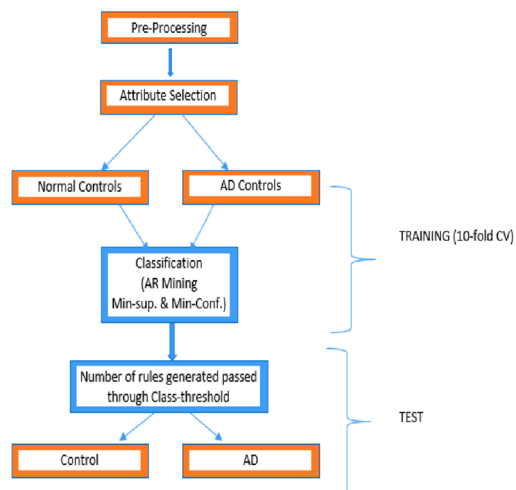 Pre-Processing
Attribute Selection
Normal Controls
AD Controls
TRAINING (10-fold CV)
Classification
(AR Mining
Min-sup. & Min-Conf.)
Number of rules generated passed
through Class-threshold
TEST
Control
AD